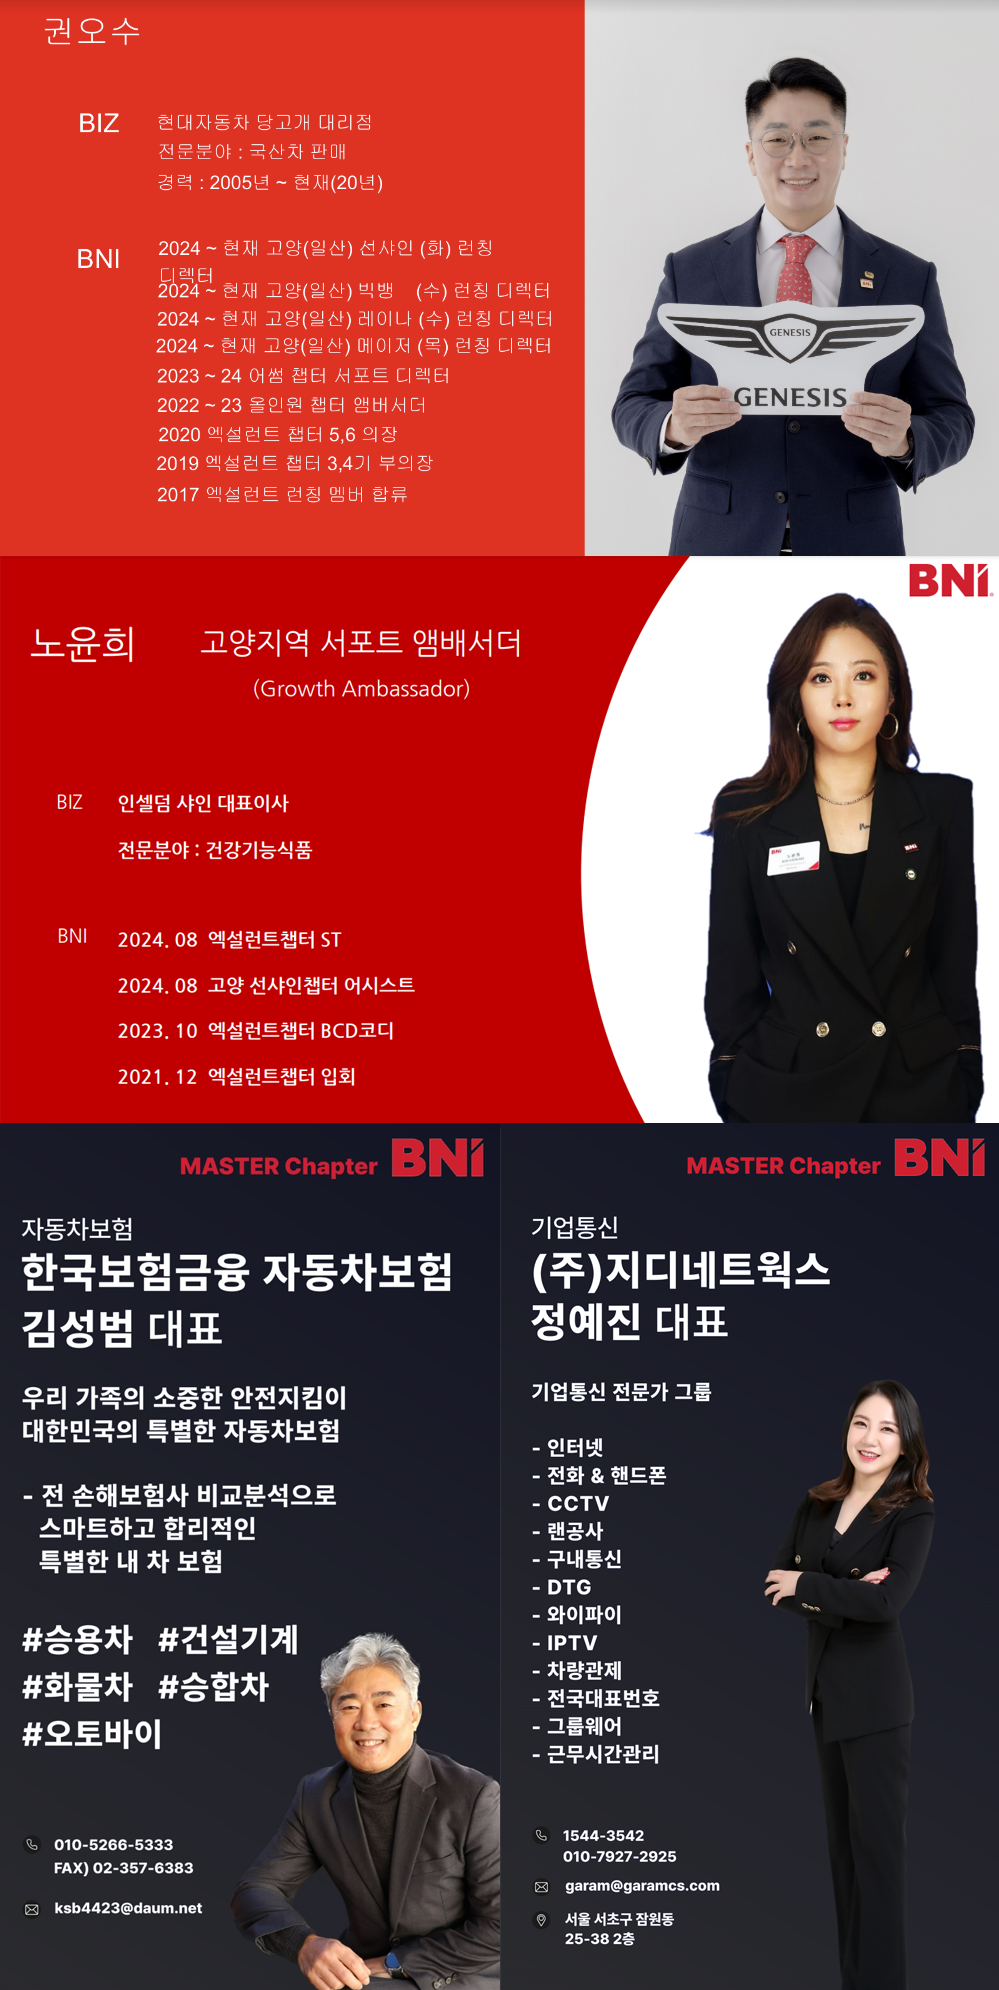 권오수
BIZ
현대자동차 당고개 대리점
전문분야 : 국산차 판매
경력 : 2005년 ~ 현재(20년)
BNI
2024 ~ 현재 고양(일산) 선샤인 (화) 런칭
디렉터
2024 ~ 현재 고양(일산) 빅뱅 (수) 런칭 디렉터
2024 ~ 현재 고양(일산) 레이나 (수) 런칭 디렉터
2024 ~ 현재 고양(일산) 메이저 (목) 런칭 디렉터
2023 ~ 24 어썸 챕터 서포트 디렉터
2022 ~ 23 올인원 챕터 앰버서더
2020 엑설런트 챕터 5,6 의장
2019 엑설런트 챕터 3,4기 부의장
2017 엑설런트 런칭 멤버 합류
GENESIS
GENESIS
BNI
노윤희
고양지역 서포트 앰배서더
(Growth Ambassador)
BIZ
인셀덤 샤인 대표이사
전문분야 : 건강기능식품
BNI
2024. 08 엑설런트챕터 ST
2024. 08 고양 선샤인챕터 어시스트
2023. 10 엑설런트챕터 BCD코디
2021. 12 엑설런트챕터 입회
BNI
노윤희
BNI
MASTER Chapter BNI
자동차보험
한국보험금융 자동차보험
김성범 대표
우리 가족의 소중한 안전지킴이
대한민국의 특별한 자동차보험
- 전 손해보험사 비교분석으로
스마트하고 합리적인
특별한 내 차 보험
#승용차 #건설기계
#화물차 #승합차
#오토바이
010-5266-5333
FAX) 02-357-6383
ksb4423@daum.net
MASTER Chapter BNI
기업통신
(주)지디네트웍스
정예진 대표
기업통신 전문가 그룹
- 인터넷
- 전화 & 핸드폰
- CCTV
- 랜공사
- 구내통신
- DTG
- 와이파이
- IPTV
- 차량관제
- 전국대표번호
- 그룹웨어
- 근무시간관리
1544-3542
010-7927-2925
garam@garamcs.com
서울 서초구 잠원동
25-38 2층